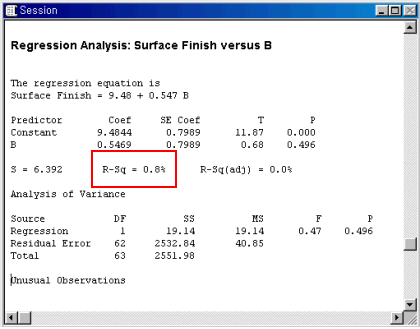 Session
Regression Analysis: Surface Finish versus B
The regression equation is
Surface Finish = 9.48 + 0.547 B
Predictor Coef SE Coef T P
Constant 9.4844 0.7989 11.87 0.000
B 0.5469 0.7989 0.68 0.496
S = 6.392 R-Sq = 0.8% R-Sq(adj) = 0.0%
Analysis of Variance
Source DF SS MS F P
Regression 1 19.14 19.14 0.47 0.496
Residual Error 62 2532.84 40.85
Total 63 2551.98
Unusual Observations